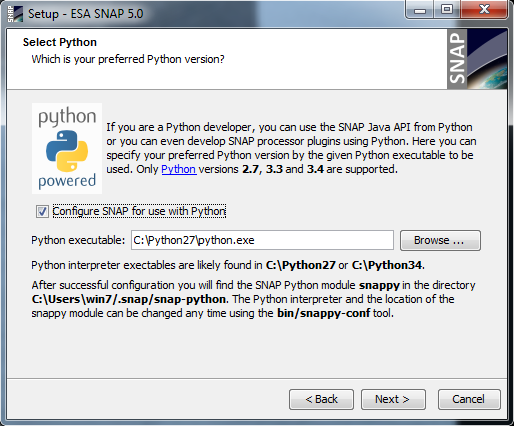 Setup - ESA SNAP 5.0
Select Python
Which is your preferred Python version?
SNAP
python
powered
If you are a Python developer, you can use the SNAP Java API from Python
or you can even develop SNAP processor plugins using Python. Here you can
specify your preferred Python version by the given Python executable to be
used. Only Python versions 2.7, 3.3 and 3.4 are supported.
Configure SNAP for use with Python
Python executable: C:\Python27\python.exe Browse ...
Python interpreter exectables are likely found in C:\Python27 or C:\Python34.
After successful configuration you will find the SNAP Python module snappy in the directory
C:\Users\win7/.snap/snap-python. The Python interpreter and the location of the
snappy module can be changed any time using the bin/snappy-conf tool.
< Back Next > Cancel